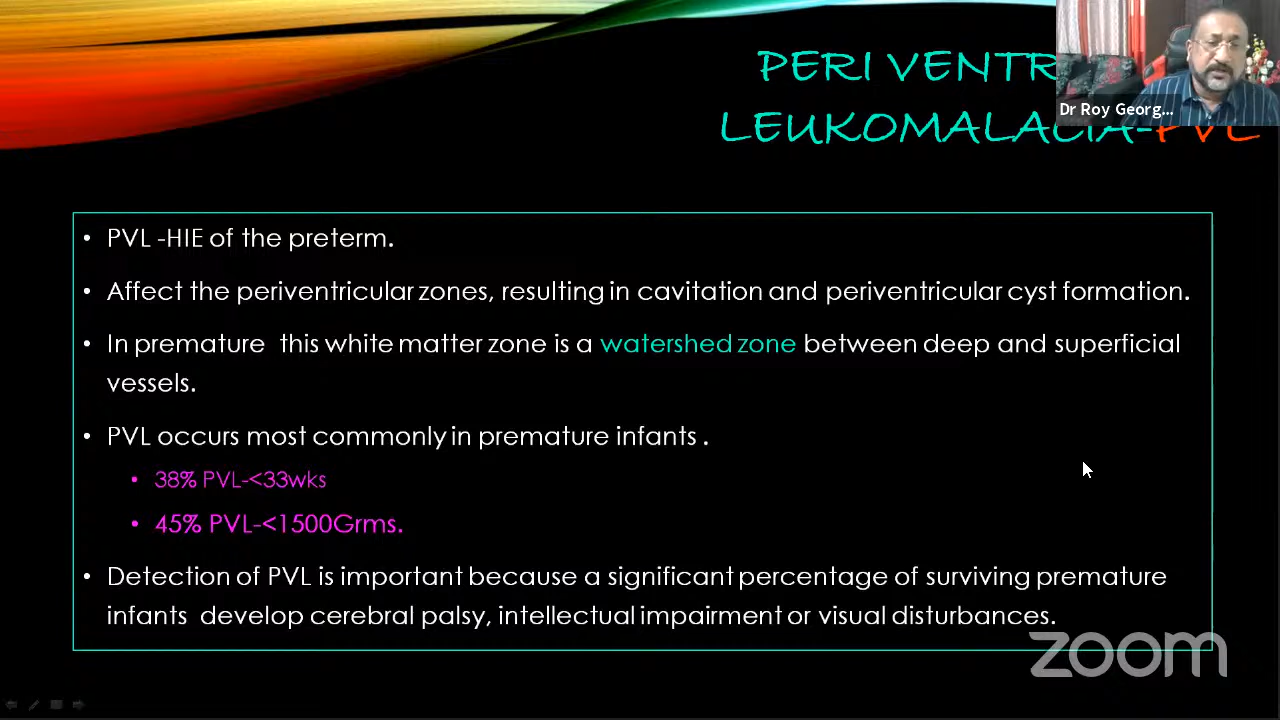 PERI VENTR
LEUKOMALACIA-PVL
Dr Roy Georg...
• PVL -HIE of the preterm.
• Affect the periventricular zones, resulting in cavitation and periventricular cyst formation.
• In premature this white matter zone is a watershed zone between deep and superficial
vessels.
• PVL occurs most commonly in premature infants .
• 38% PVL-<33wks
• 45% PVL-<1500Grms.
• Detection of PVL is important because a significant percentage of surviving premature
infants develop cerebral palsy, intellectual impairment or visual disturbances.
zoom